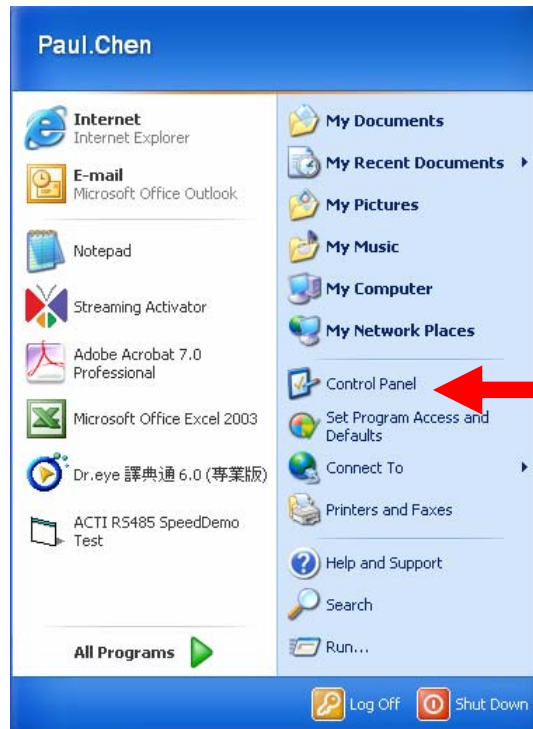 Paul.Chen
Internet
Internet Explorer
E-mail
Microsoft Office Outlook
Notepad
Streaming Activator
Adobe Acrobat 7.0
Professional
Microsoft Office Excel 2003
Dr.eye 譯典通 6.0 (專業版)
ACTI RS485 SpeedDemo
Test
All Programs
My Documents
My Recent Documents
My Pictures
My Music
My Computer
My Network Places
Control Panel
Set Program Access and
Defaults
Connect To
Printers and Faxes
Help and Support
Search
Run...
Log Off
Shut Down